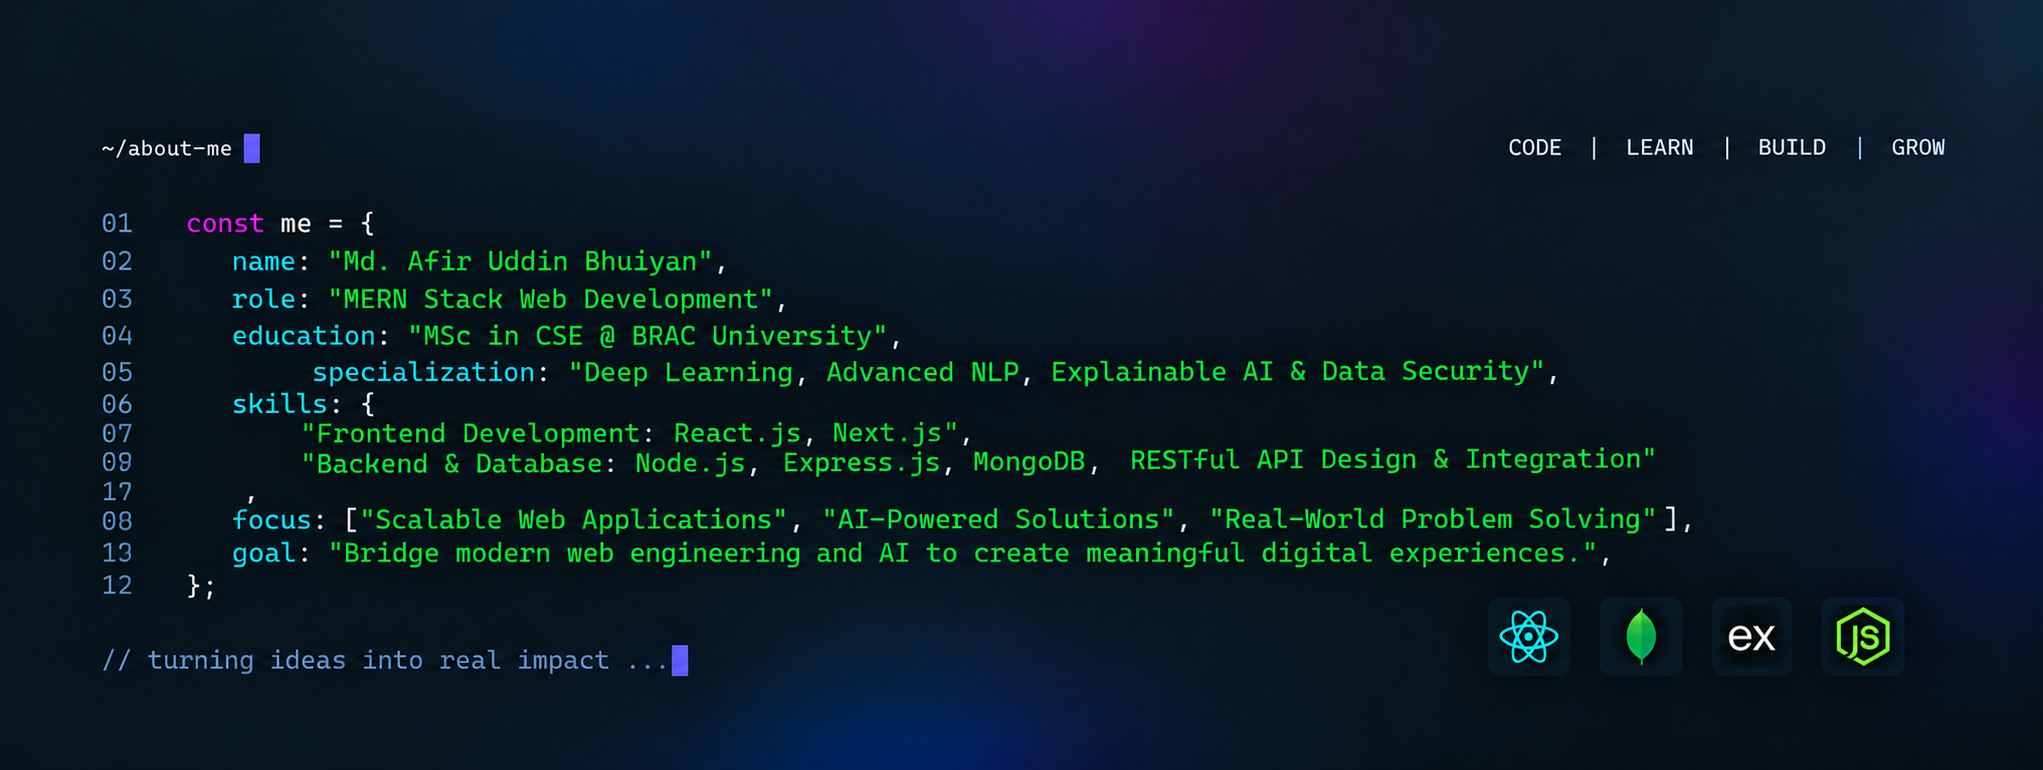 ~/about-me
CODE | LEARN | BUILD | GROW
01 const me = {
02 name: "Md. Afir Uddin Bhuiyan",
03 role: "MERN Stack Web Development",
04 education: "MSc in CSE @ BRAC University",
05 specialization: "Deep Learning, Advanced NLP, Explainable AI & Data Security",
06 skills: {
07 "Frontend Development: React.js, Next.js",
09 "Backend & Database: Node.js, Express.js, MongoDB, RESTful API Design & Integration"
17 ,
08 focus: ["Scalable Web Applications", "AI-Powered Solutions", "Real-World Problem Solving"],
13 goal: "Bridge modern web engineering and AI to create meaningful digital experiences.",
12 };
// turning ideas into real impact ...
ex
JS